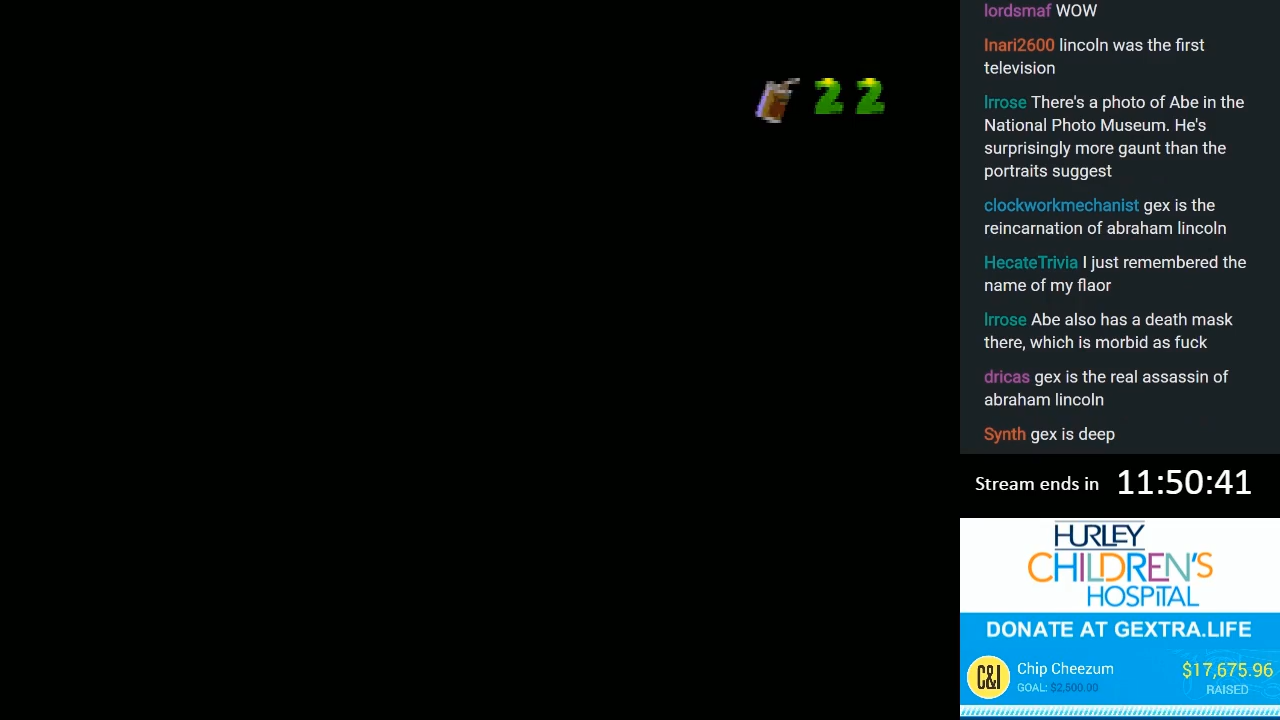 22
lordsmaf WOW
Inari2600 lincoln was the first
television
lrrose There's a photo of Abe in the
National Photo Museum. He's
surprisingly more gaunt than the
portraits suggest
clockworkmechanist gex is the
reincarnation of abraham lincoln
HecateTrivia I just remembered the
name of my flaor
lrrose Abe also has a death mask
there, which is morbid as fuck
dricas gex is the real assassin of
abraham lincoln
Synth gex is deep
Stream ends in 11:50:41
HURLEY
CHILDREN'S
HOSPITAL
DONATE AT GEXTRA.LIFE
C&I
Chip Cheezum $17,675.96
GOAL: $2,500.00 RAISED